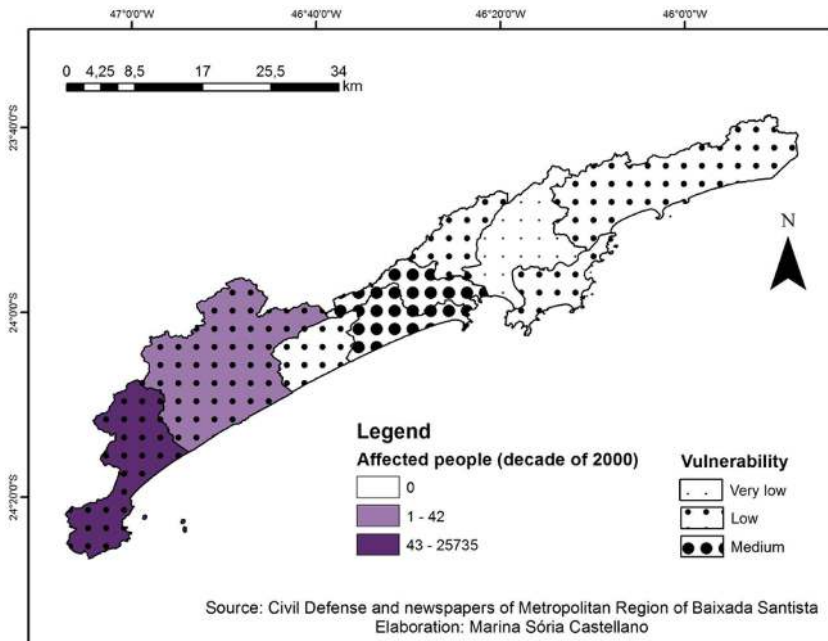 47°0'0"W 46°40'0"W 46°20'0"W 46°0'0"W
0 4,25 8,5 17 25,5 34
km
23°40'0"S
N
24°0'0"S
24°20'0"S
Legend
Affected people (decade of 2000)
0
1 - 42
43 - 25735
Vulnerability
Very low
Low
Medium
Source: Civil Defense and newspapers of Metropolitan Region of Baixada Santista
Elaboration: Marina Sória Castellano